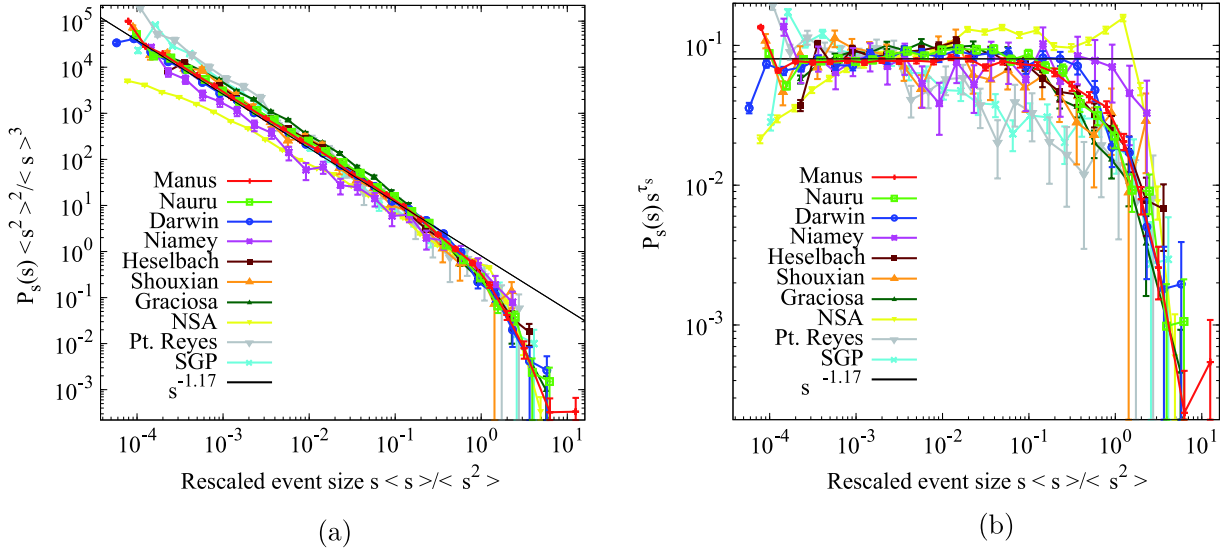 10^5
10^4
10^3
10^2
10^1
10^0
10^-1
10^-2
10^-3
P_s(s) <s^2>^2/<s>^3
Manus
Nauru
Darwin
Niamey
Heselbach
Shouxian
Graciosa
NSA
Pt. Reyes
SGP
s^-1.17
10^-4 10^-3 10^-2 10^-1 10^0 10^1
Rescaled event size s <s>/<s^2>
(a)
10^-1
10^-2
10^-3
P_s(s) s^τ_s
Manus
Nauru
Darwin
Niamey
Heselbach
Shouxian
Graciosa
NSA
Pt. Reyes
SGP
s^-1.17
10^-4 10^-3 10^-2 10^-1 10^0 10^1
Rescaled event size s <s>/<s^2>
(b)